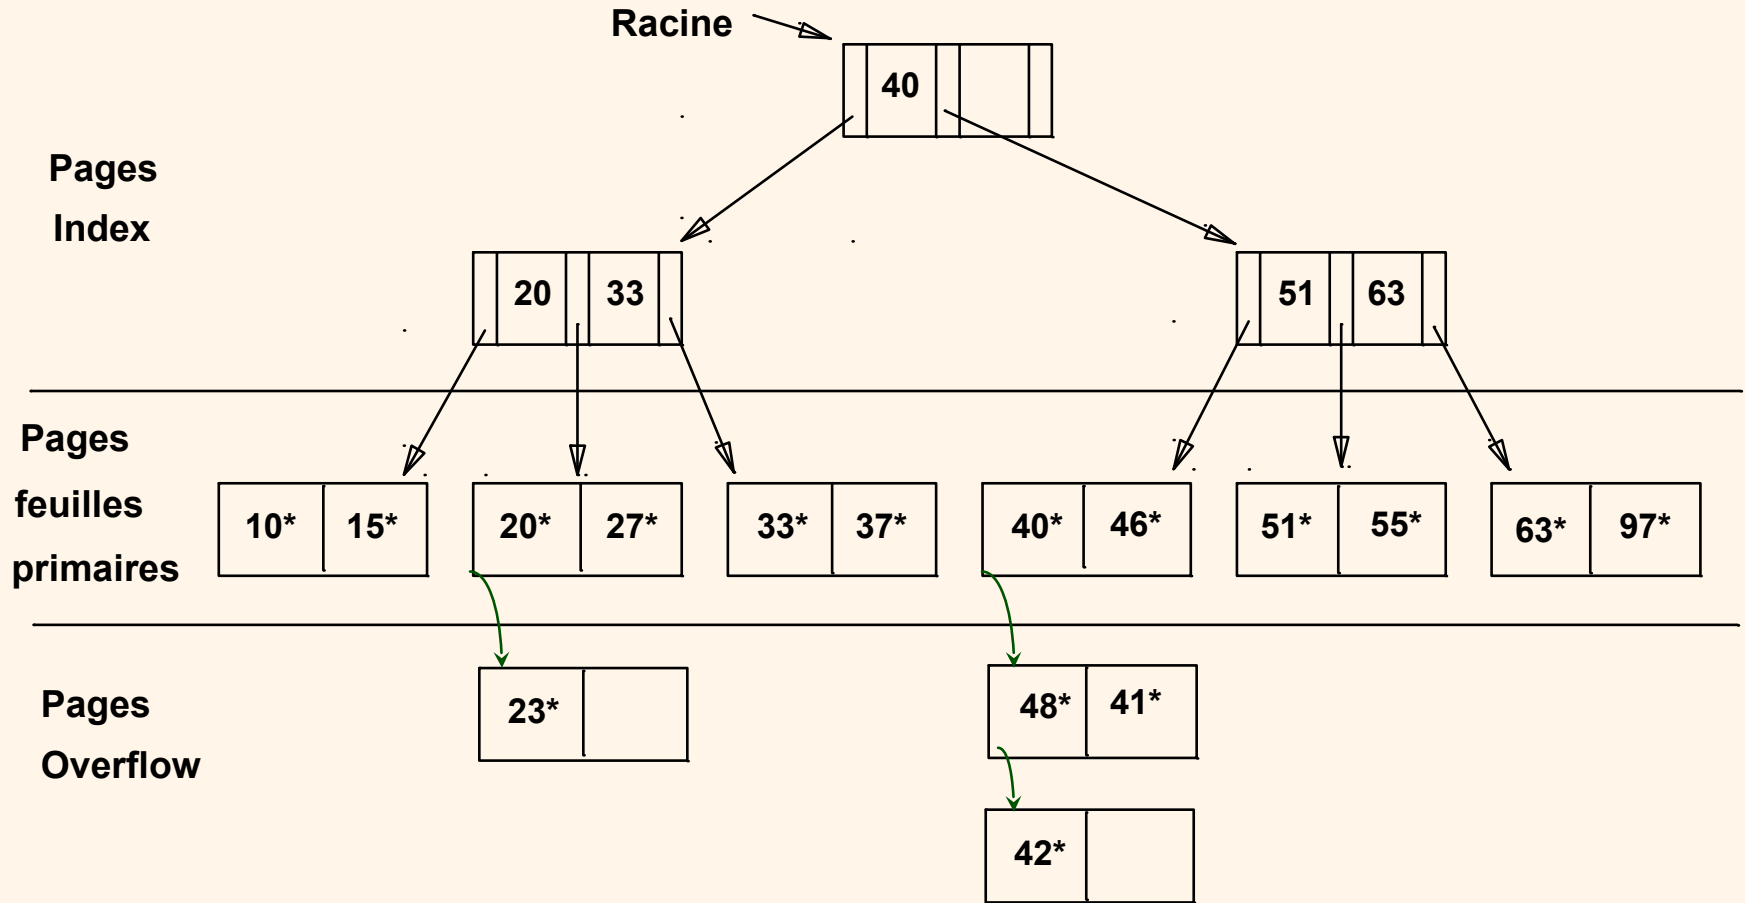 Racine
40
Pages
Index
20 33
51 63
Pages
feuilles
primaires
10* 15*
20* 27*
33* 37*
40* 46*
51* 55*
63* 97*
Pages
Overflow
23*
48* 41*
42*